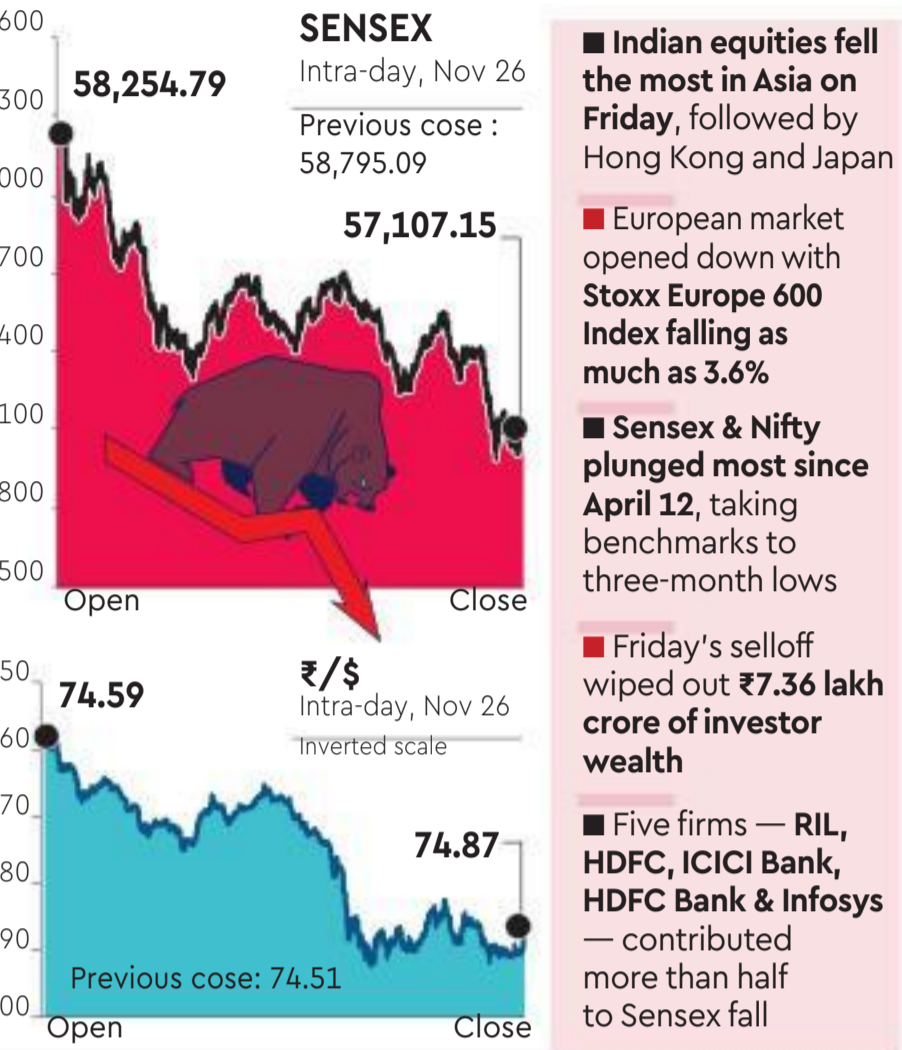 SENSEX
Intra-day, Nov 26
Previous cose :
58,795.09
600
300
000
700
400
100
800
500
58,254.79
57,107.15
Open
Close
₹/$
Intra-day, Nov 26
Inverted scale
50
60
70
80
90
00
74.59
74.87
Previous cose: 74.51
Open
Close
■ Indian equities fell
the most in Asia on
Friday, followed by
Hong Kong and Japan
■ European market
opened down with
Stoxx Europe 600
Index falling as
much as 3.6%
■ Sensex & Nifty
plunged most since
April 12, taking
benchmarks to
three-month lows
■ Friday's selloff
wiped out ₹7.36 lakh
crore of investor
wealth
■ Five firms — RIL,
HDFC, ICICI Bank,
HDFC Bank & Infosys
— contributed
more than half
to Sensex fall